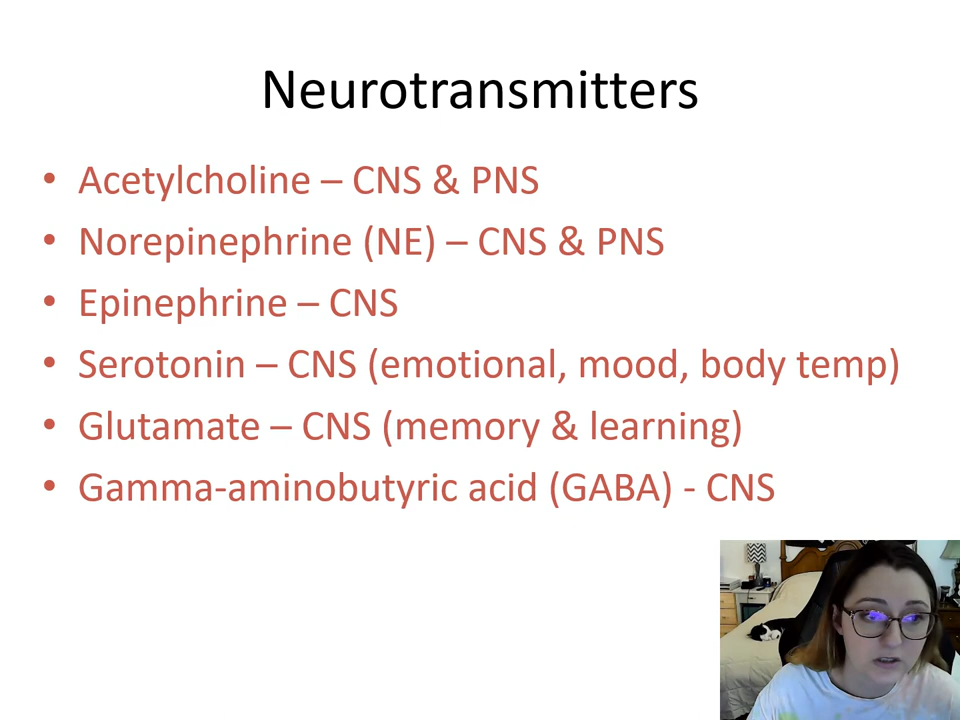 Neurotransmitters
• Acetylcholine – CNS & PNS
• Norepinephrine (NE) – CNS & PNS
• Epinephrine – CNS
• Serotonin – CNS (emotional, mood, body temp)
• Glutamate – CNS (memory & learning)
• Gamma-aminobutyric acid (GABA) - CNS